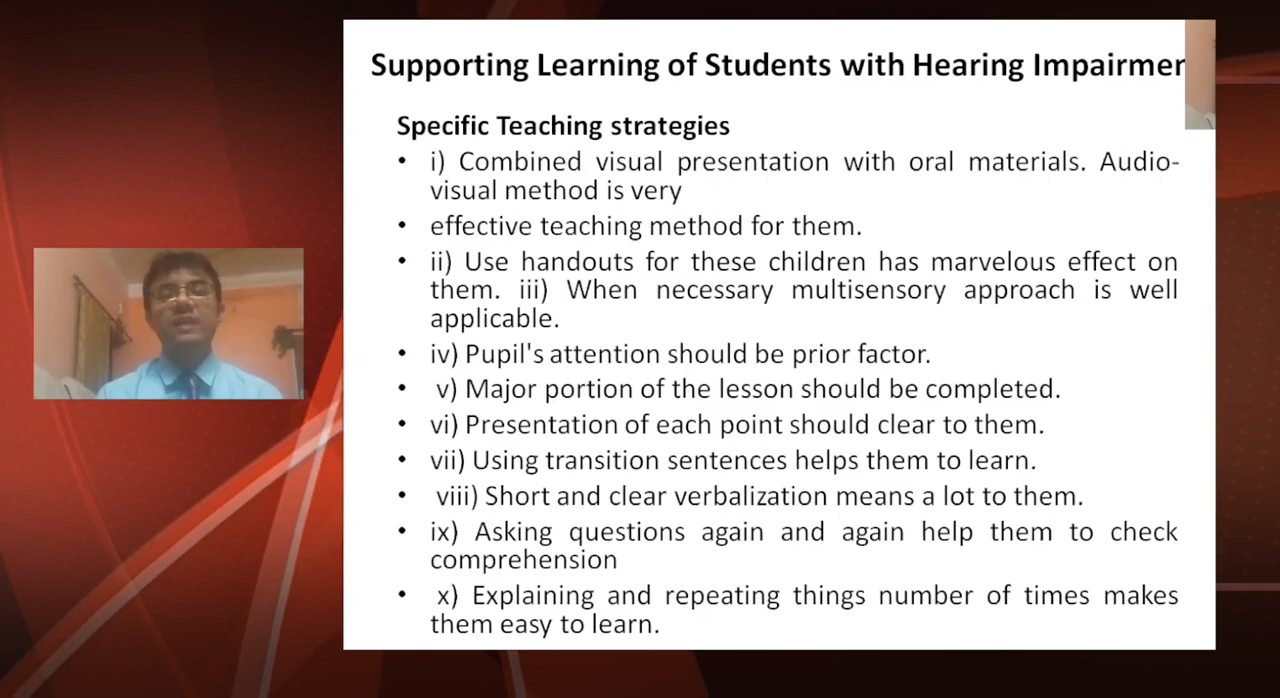 Supporting Learning of Students with Hearing Impairmen
Specific Teaching strategies
• i) Combined visual presentation with oral materials. Audio-
visual method is very
• effective teaching method for them.
• ii) Use handouts for these children has marvelous effect on
them. iii) When necessary multisensory approach is well
applicable.
• iv) Pupil's attention should be prior factor.
• v) Major portion of the lesson should be completed.
• vi) Presentation of each point should clear to them.
• vii) Using transition sentences helps them to learn.
• viii) Short and clear verbalization means a lot to them.
• ix) Asking questions again and again help them to check
comprehension
• x) Explaining and repeating things number of times makes
them easy to learn.